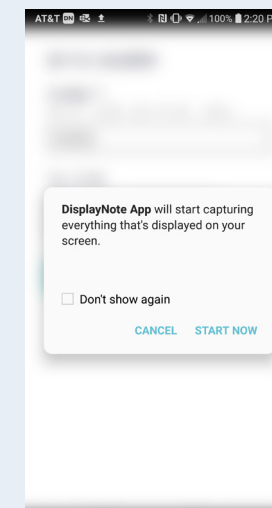 AT&T DN 100% 2:20 P
DisplayNote App will start capturing
everything that's displayed on your
screen.
Don't show again
CANCEL START NOW